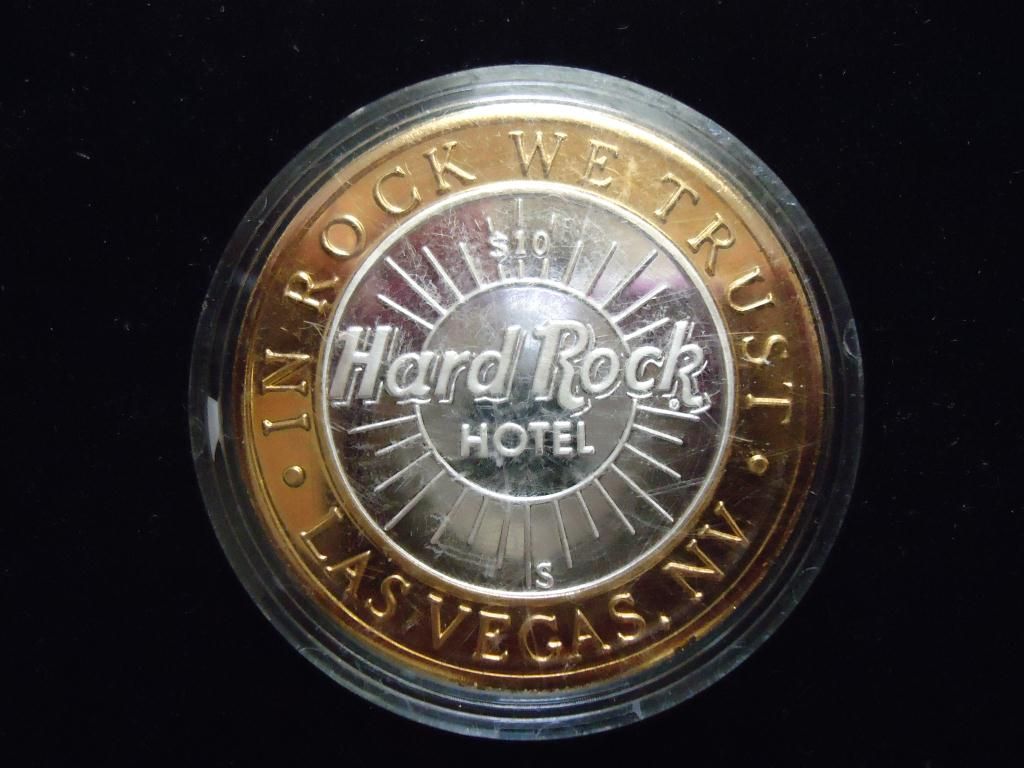 IN ROCK WE TRUST
$10
Hard Rock
HOTEL
S
LAS VEGAS, NV